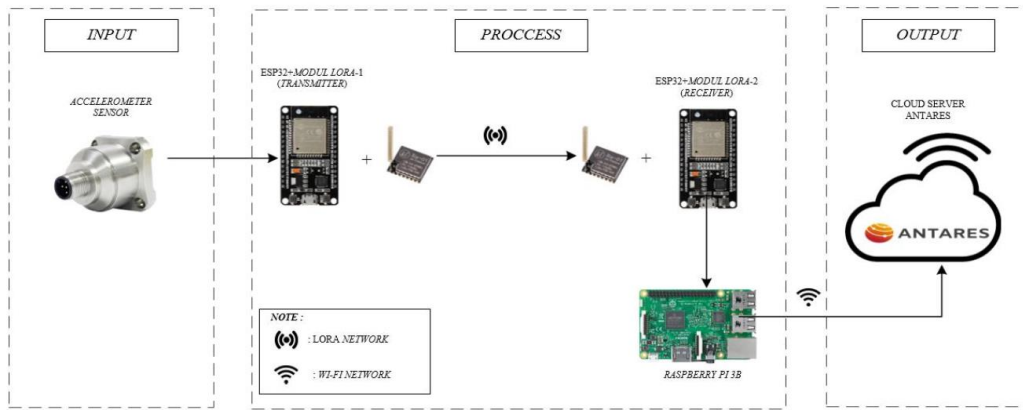 INPUT
PROCCESS
OUTPUT
ESP32+MODUL LORA-1
(TRANSMITTER)
ESP32+MODUL LORA-2
(RECEIVER)
ACCELEROMETER
SENSOR
CLOUD SERVER
ANTARES
ANTARES
NOTE :
: LORA NETWORK
: WI-FI NETWORK
RASPBERRY PI 3B